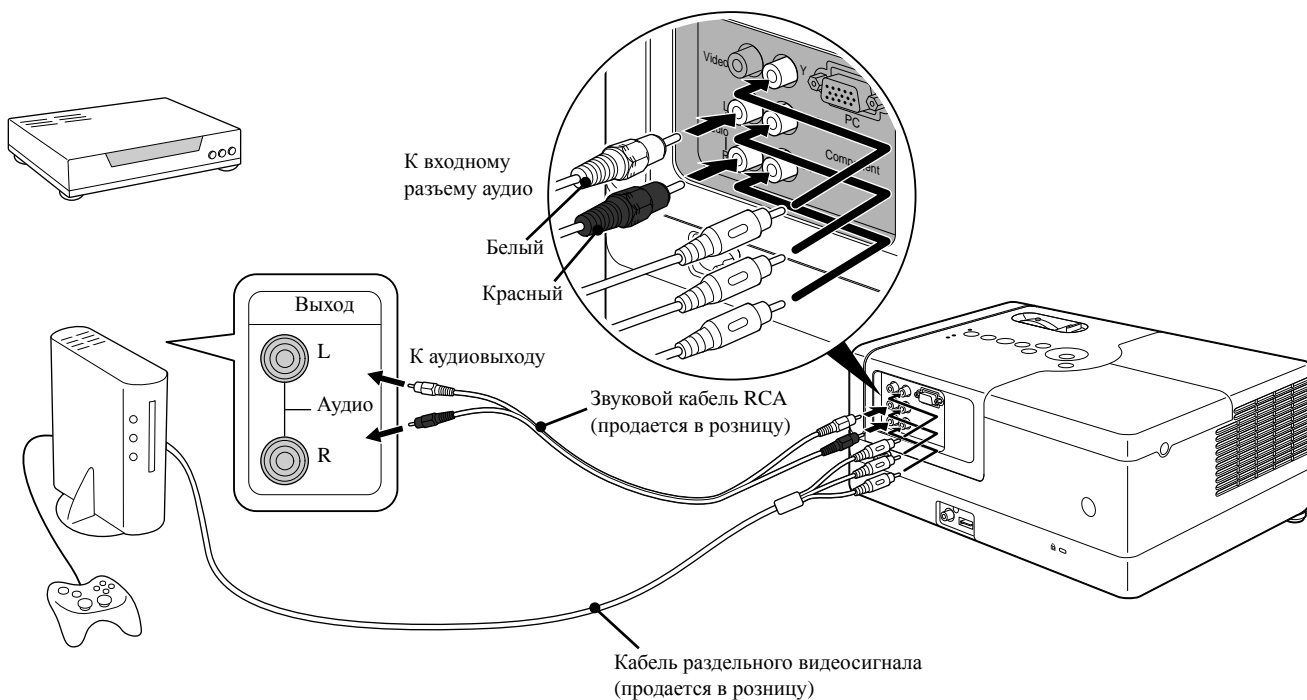 Video
Y
L
PC
R
Component
К входному
разъему аудио
Белый
Красный
Выход
L
Аудио
R
К аудиовыходу
Звуковой кабель RCA
(продается в розницу)
Кабель раздельного видеосигнала
(продается в розницу)